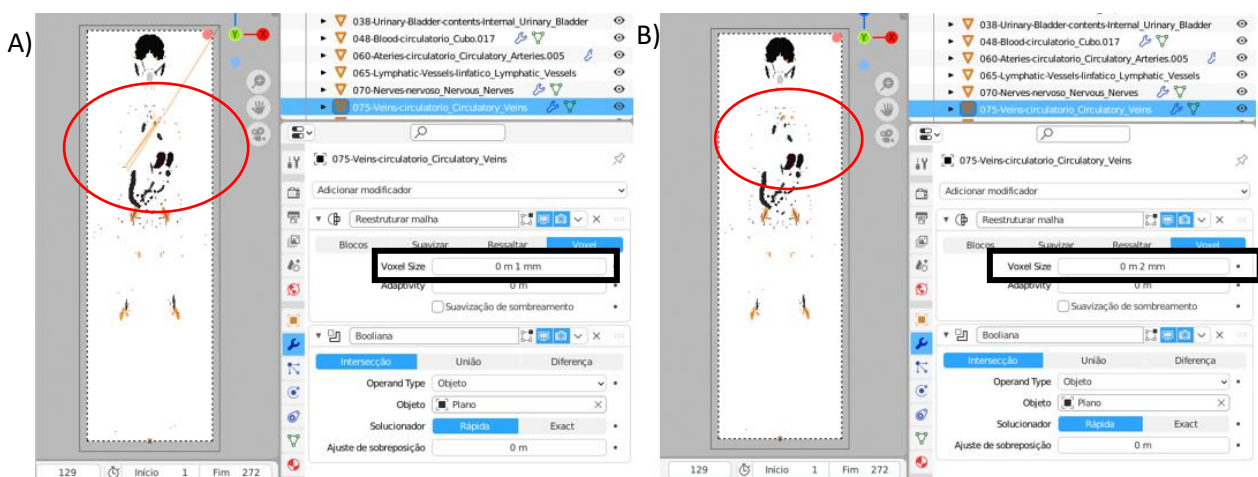 A)
038-Urinary-Bladder-contents-Internal_Urinary_Bladder
048-Blood-circulatorio_Cubo.017
060-Ateries-circulatorio_Circulatory_Arteries.005
065-Lymphatic-Vessels-linfatico_Lymphatic_Vessels
070-Nerves-nervoso_Nervous_Nerves
075-Veins-circulatorio_Circulatory_Veins
075-Veins-circulatorio_Circulatory_Veins
Adicionar modificador
Reestruturar malha
Blocos Suavizar Ressaltar Voxel
Voxel Size 0 m 1 mm
Adaptivity 0 m
Suavização de sombreamento
Booliana
Intersecção União Diferença
Operand Type Objeto
Objeto Plano
Solucionador Rápida Exact
Ajuste de sobreposição 0 m
129 Início 1 Fim 272
Y
B)
038-Urinary-Bladder-contents-Internal_Urinary_Bladder
048-Blood-circulatorio_Cubo.017
060-Ateries-circulatorio_Circulatory_Arteries.005
065-Lymphatic-Vessels-linfatico_Lymphatic_Vessels
070-Nerves-nervoso_Nervous_Nerves
075-Veins-circulatorio_Circulatory_Veins
075-Veins-circulatorio_Circulatory_Veins
Adicionar modificador
Reestruturar malha
Blocos Suavizar Ressaltar Voxel
Voxel Size 0 m 2 mm
Adaptivity 0 m
Suavização de sombreamento
Booliana
Intersecção União Diferença
Operand Type Objeto
Objeto Plano
Solucionador Rápida Exact
Ajuste de sobreposição 0 m
129 Início 1 Fim 272
Y